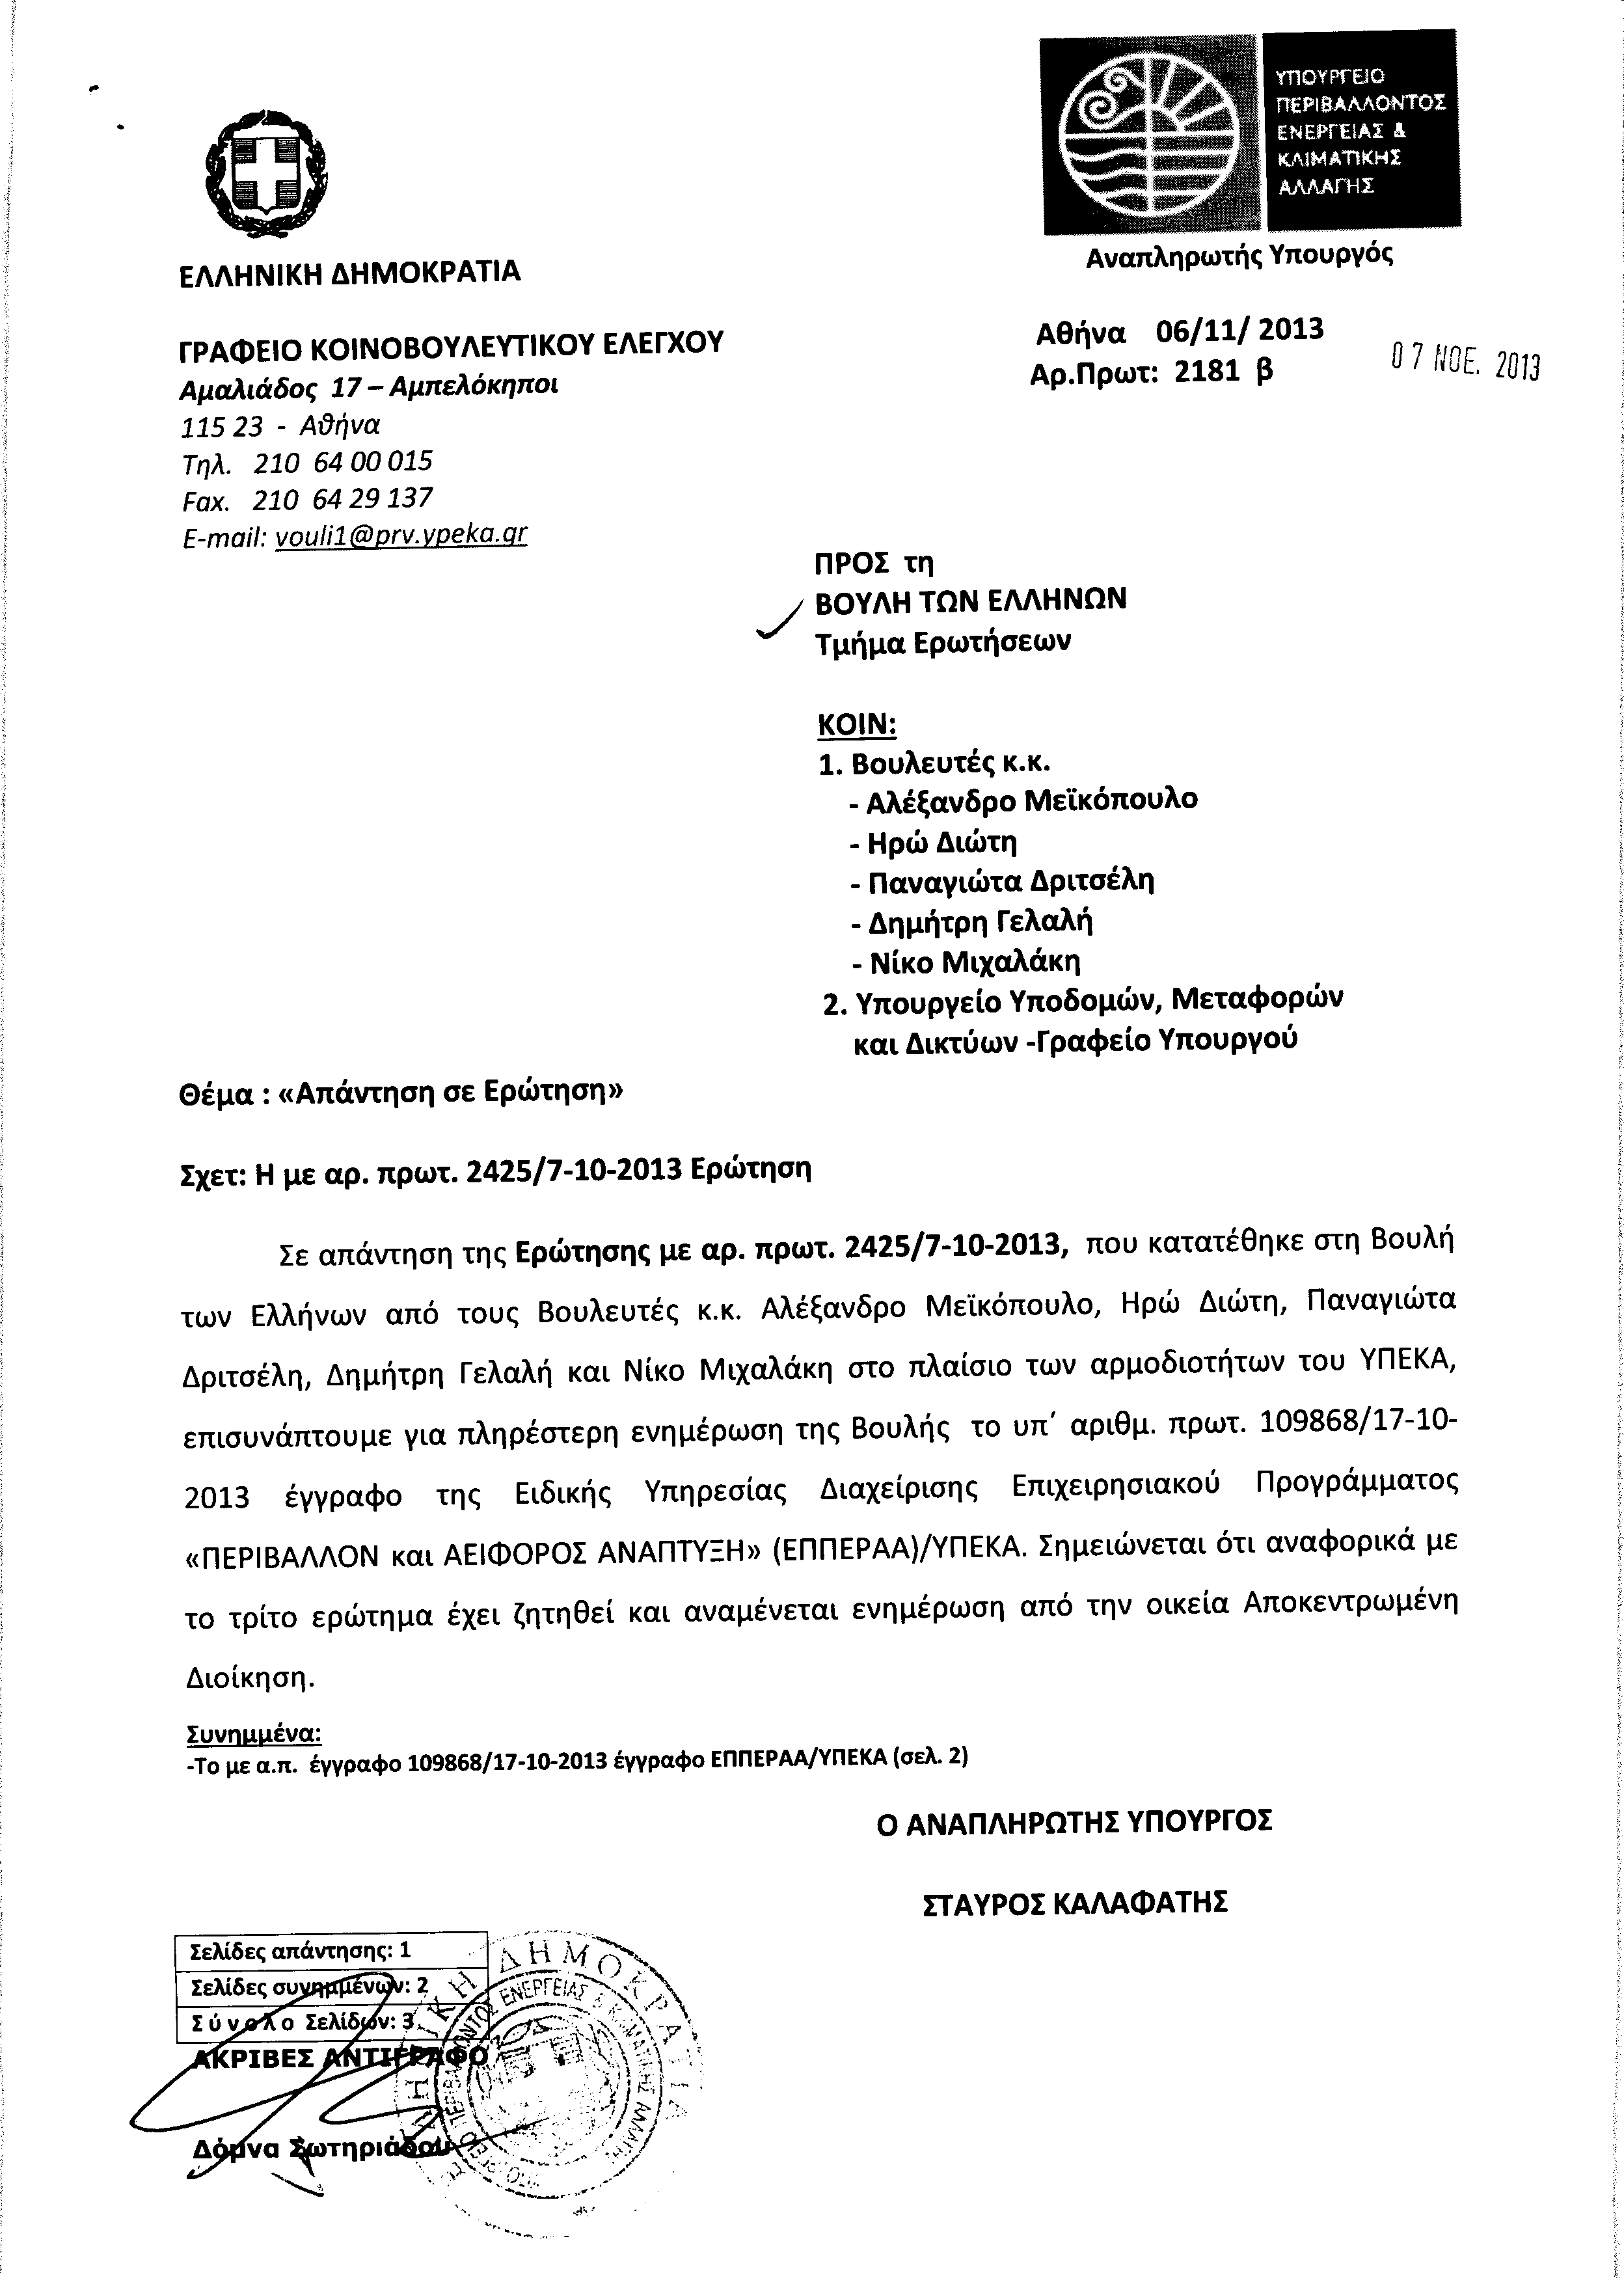 ΥΠΟΥΡΓΕΙΟ
ΠΕΡΙΒΑΛΛΟΝΤΟΣ
ΕΝΕΡΓΕΙΑΣ &
ΚΛΙΜΑΤΙΚΗΣ
ΑΛΛΑΓΗΣ
Αναπληρωτής Υπουργός
ΕΛΛΗΝΙΚΗ ΔΗΜΟΚΡΑΤΙΑ
ΓΡΑΦΕΙΟ ΚΟΙΝΟΒΟΥΛΕΥΤΙΚΟΥ ΕΛΕΓΧΟΥ
Αμαλιάδος 17 – Αμπελόκηποι
115 23 - Αθήνα
Τηλ. 210 64 00 015
Fax. 210 64 29 137
E-mail: vouli1@prv.ypeka.gr
Αθήνα 06/11/ 2013
Αρ.Πρωτ: 2181 β
07 ΝΟΕ. 2013
ΠΡΟΣ τη
ΒΟΥΛΗ ΤΩΝ ΕΛΛΗΝΩΝ
Τμήμα Ερωτήσεων
ΚΟΙΝ:
1. Βουλευτές κ.κ.
- Αλέξανδρο Μεϊκόπουλο
- Ηρώ Διώτη
- Παναγιώτα Δριτσέλη
- Δημήτρη Γελαλή
- Νίκο Μιχαλάκη
2. Υπουργείο Υποδομών, Μεταφορών
και Δικτύων -Γραφείο Υπουργού
Θέμα : «Απάντηση σε Ερώτηση»
Σχετ: Η με αρ. πρωτ. 2425/7-10-2013 Ερώτηση
Σε απάντηση της Ερώτησης με αρ. πρωτ. 2425/7-10-2013, που κατατέθηκε στη Βουλή
των Ελλήνων από τους Βουλευτές κ.κ. Αλέξανδρο Μεϊκόπουλο, Ηρώ Διώτη, Παναγιώτα
Δριτσέλη, Δημήτρη Γελαλή και Νίκο Μιχαλάκη στο πλαίσιο των αρμοδιοτήτων του ΥΠΕΚΑ,
επισυνάπτουμε για πληρέστερη ενημέρωση της Βουλής το υπ’ αριθμ. πρωτ. 109868/17-10-
2013 έγγραφο της Ειδικής Υπηρεσίας Διαχείρισης Επιχειρησιακού Προγράμματος
«ΠΕΡΙΒΑΛΛΟΝ και ΑΕΙΦΟΡΟΣ ΑΝΑΠΤΥΞΗ» (ΕΠΠΕΡΑΑ)/ΥΠΕΚΑ. Σημειώνεται ότι αναφορικά με
το τρίτο ερώτημα έχει ζητηθεί και αναμένεται ενημέρωση από την οικεία Αποκεντρωμένη
Διοίκηση.
Συνημμένα:
-Το με α.π. έγγραφο 109868/17-10-2013 έγγραφο ΕΠΠΕΡΑΑ/ΥΠΕΚΑ (σελ. 2)
Ο ΑΝΑΠΛΗΡΩΤΗΣ ΥΠΟΥΡΓΟΣ
ΣΤΑΥΡΟΣ ΚΑΛΑΦΑΤΗΣ
Σελίδες απάντησης: 1
Σελίδες συνημμένων: 2
Σύνολο Σελίδων: 3
ΑΚΡΙΒΕΣ ΑΝΤΙΓΡΑΦΟ
Δόμνα Σωτηριάδου
ΔΗΜΟΚΡΑΤΙΑ
ΕΝΕΡΓΕΙΑΣ &